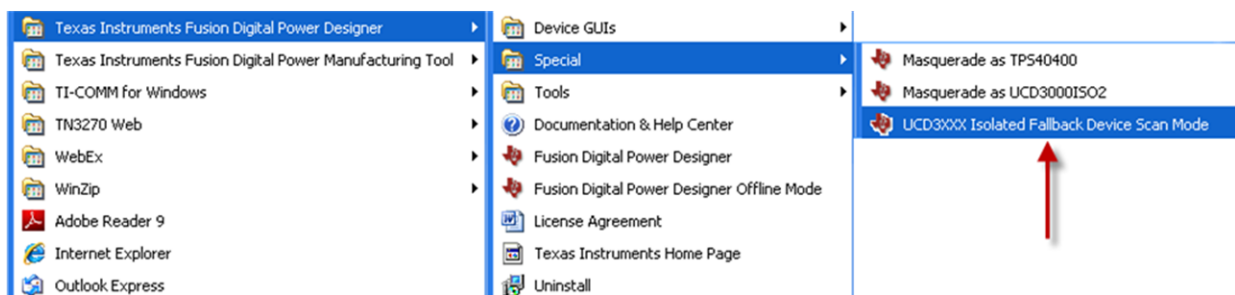 Texas Instruments Fusion Digital Power Designer
Texas Instruments Fusion Digital Power Manufacturing Tool
TI-COMM for Windows
TN3270 Web
WebEx
WinZip
Adobe Reader 9
Internet Explorer
Outlook Express
Device GUIs
Special
Tools
Documentation & Help Center
Fusion Digital Power Designer
Fusion Digital Power Designer Offline Mode
License Agreement
Texas Instruments Home Page
Uninstall
Masquerade as TPS40400
Masquerade as UCD3000ISO2
UCD3XXX Isolated Fallback Device Scan Mode